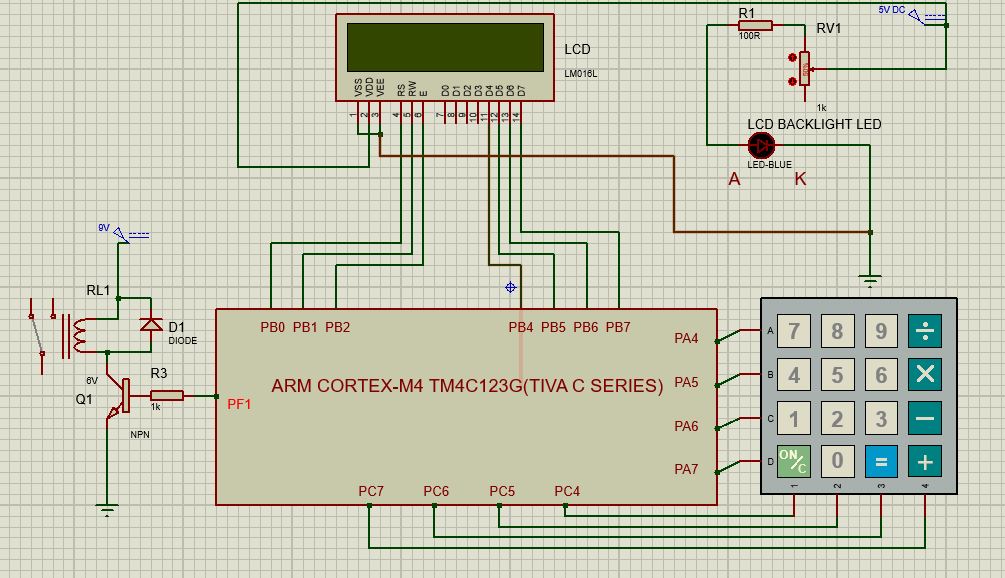 R1
100R
5V DC
RV1
50%
1k
LCD
LM016L
VSS
VDD
VEE
RS
RW
E
D0
D1
D2
D3
D4
D5
D6
D7
1
2
3
4
5
6
7
8
9
10
11
12
13
14
LCD BACKLIGHT LED
LED-BLUE
A K
9V
RL1
D1
DIODE
6V
Q1
NPN
R3
1k
PB0 PB1 PB2 PB4 PB5 PB6 PB7
PA4
PA5
PA6
PA7
ARM CORTEX-M4 TM4C123G(TIVA C SERIES)
PF1
PC7 PC6 PC5 PC4
A 7 8 9 ÷
B 4 5 6 ×
C 1 2 3 −
D ON/C 0 = +
1 2 3 4